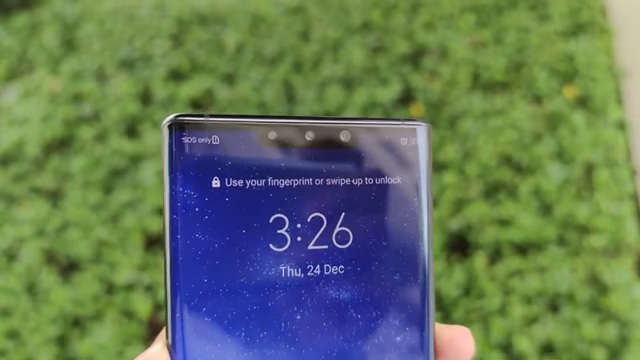 SOS only
Use your fingerprint or swipe up to unlock
3:26
Thu, 24 Dec